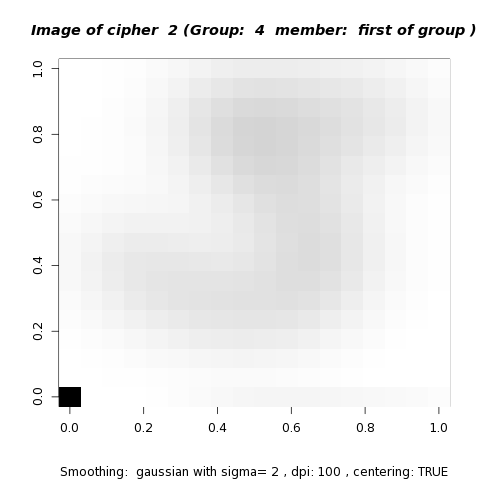 Image of cipher 2 (Group: 4 member: first of group )
1.0
0.8
0.6
0.4
0.2
0.0
0.0 0.2 0.4 0.6 0.8 1.0
Smoothing: gaussian with sigma= 2 , dpi: 100 , centering: TRUE